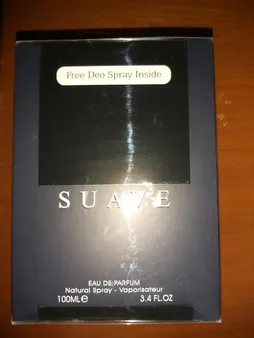 Free Deo Spray Inside
SUAVE
EAU DE PARFUM
Natural Spray - Vaporisateur
100ML℮ 3.4 FL.OZ